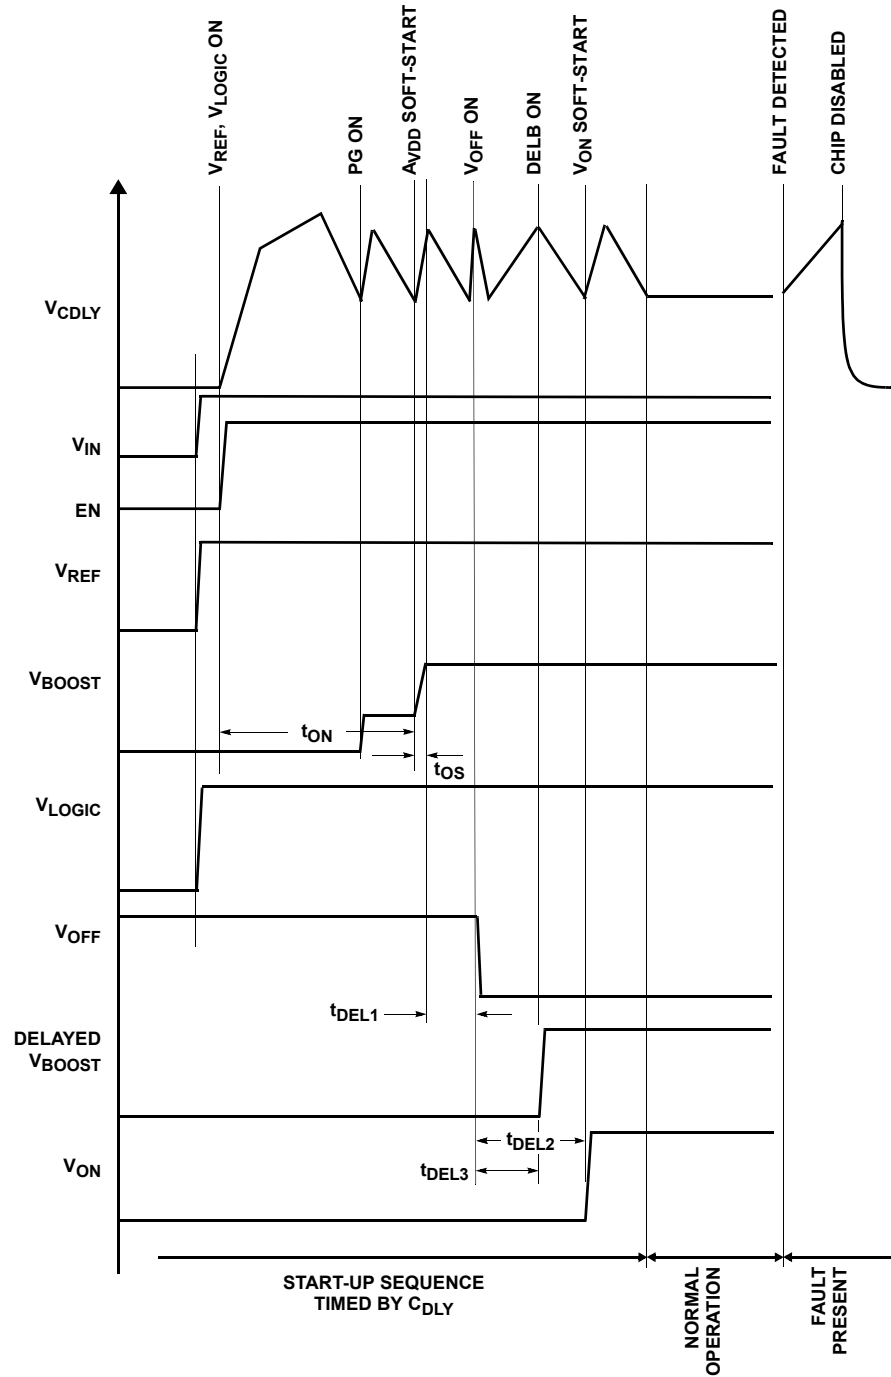 VREF, VLOGIC ON
PG ON
AVDD SOFT-START
VOFF ON
DELB ON
VON SOFT-START
FAULT DETECTED
CHIP DISABLED
VCDLY
VIN
EN
VREF
VBOOST
tON
tOS
VLOGIC
VOFF
tDEL1
DELAYED
VBOOST
tDEL2
VON
tDEL3
START-UP SEQUENCE
TIMED BY CDLY
NORMAL
OPERATION
FAULT
PRESENT